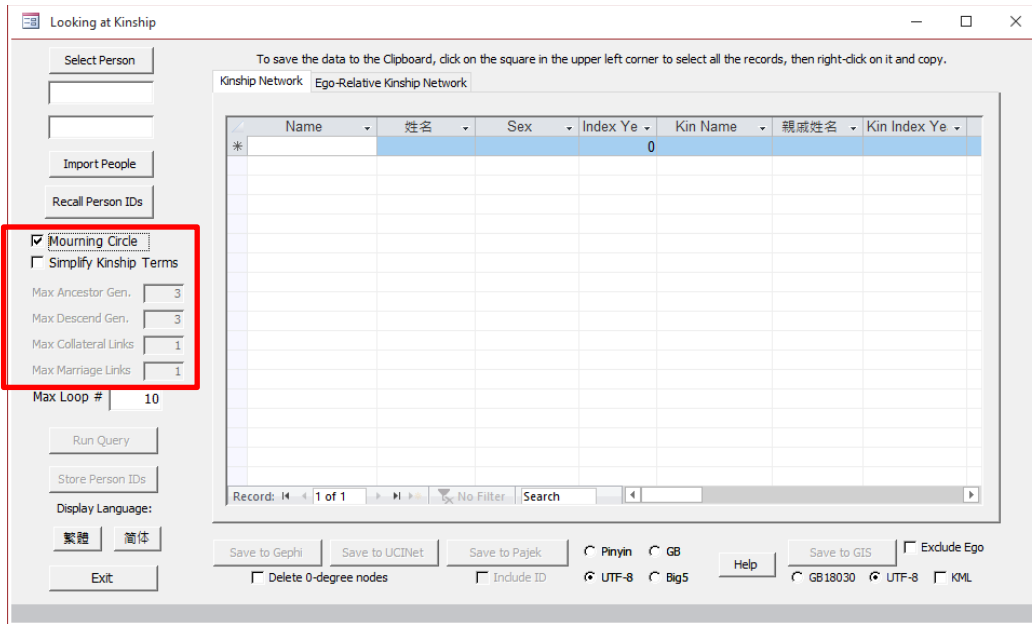 Looking at Kinship
Select Person
To save the data to the Clipboard, click on the square in the upper left corner to select all the records, then right-click on it and copy.
Kinship Network Ego-Relative Kinship Network
Name 姓名 Sex Index Ye Kin Name 親戚姓名 Kin Index Ye
0
Import People
Recall Person IDs
Mourning Circle
Simplify Kinship Terms
Max Ancestor Gen. 3
Max Descend Gen. 3
Max Collateral Links 1
Max Marriage Links 1
Max Loop # 10
Run Query
Store Person IDs
Record: 1 of 1 No Filter Search
Display Language:
繁體 简体
Exit
Save to Gephi Save to UCINet Save to Pajek Pinyin GB Help Save to GIS Exclude Ego
Delete 0-degree nodes Include ID UTF-8 Big5 GB18030 UTF-8 KML